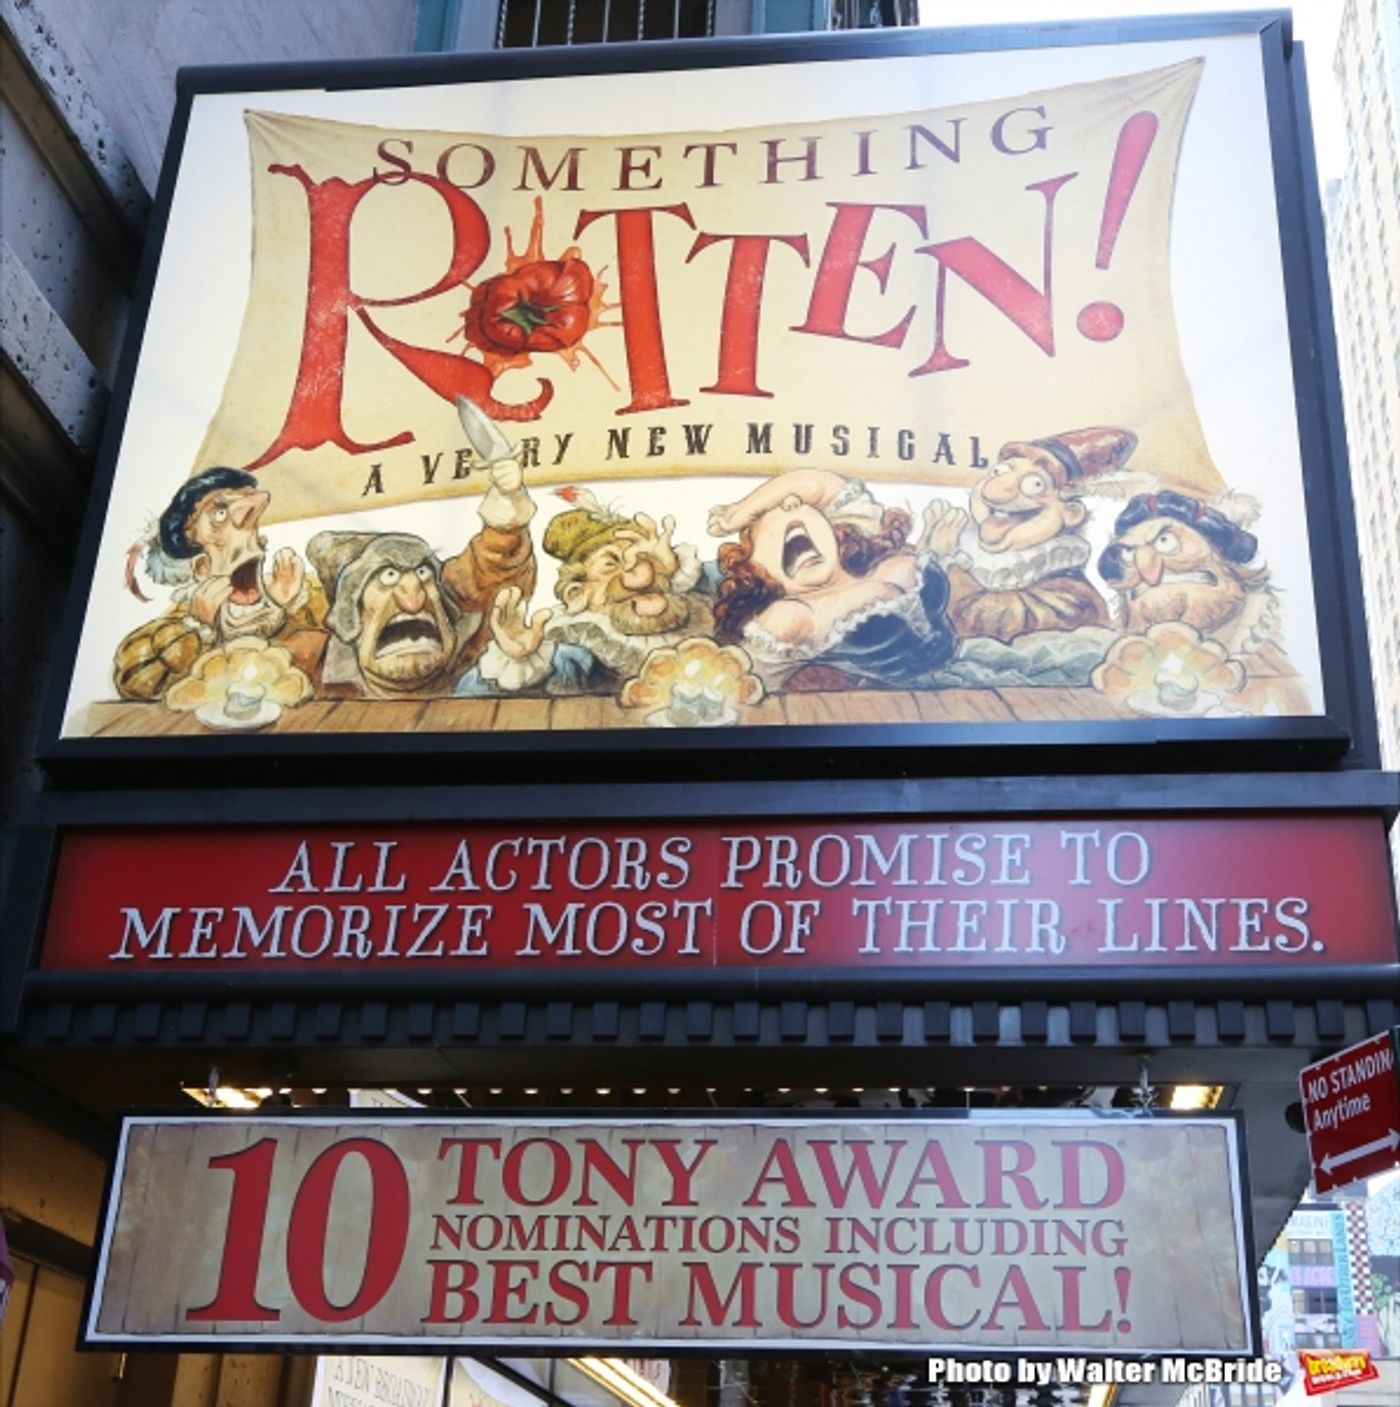 SOMETHING
ROTTEN!
A VERY NEW MUSICAL
ALL ACTORS PROMISE TO
MEMORIZE MOST OF THEIR LINES.
NO STANDIN
Anytime
10 TONY AWARD
NOMINATIONS INCLUDING
BEST MUSICAL!
Photo by Walter McBride